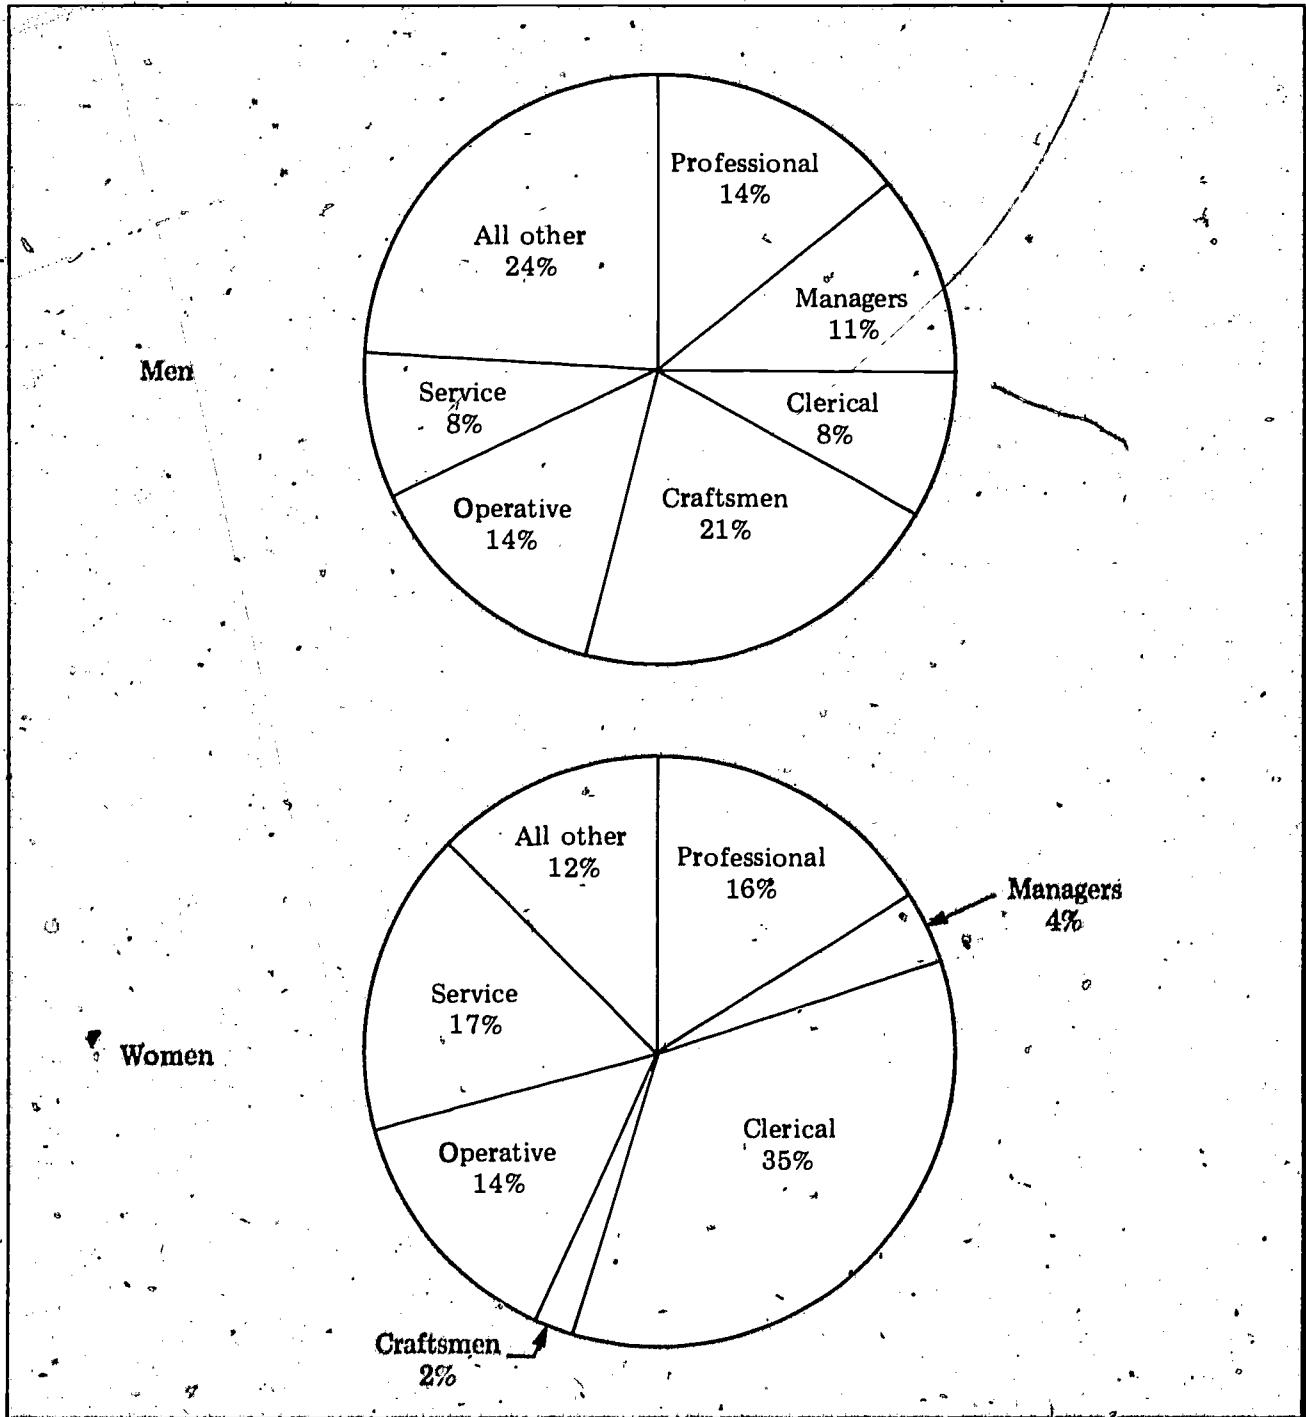 Men
Professional
14%
Managers
11%
Clerical
8%
Craftsmen
21%
Operative
14%
Service
8%
All other
24%
Women
Professional
16%
Managers
4%
Clerical
35%
Craftsmen
2%
Operative
14%
Service
17%
All other
12%